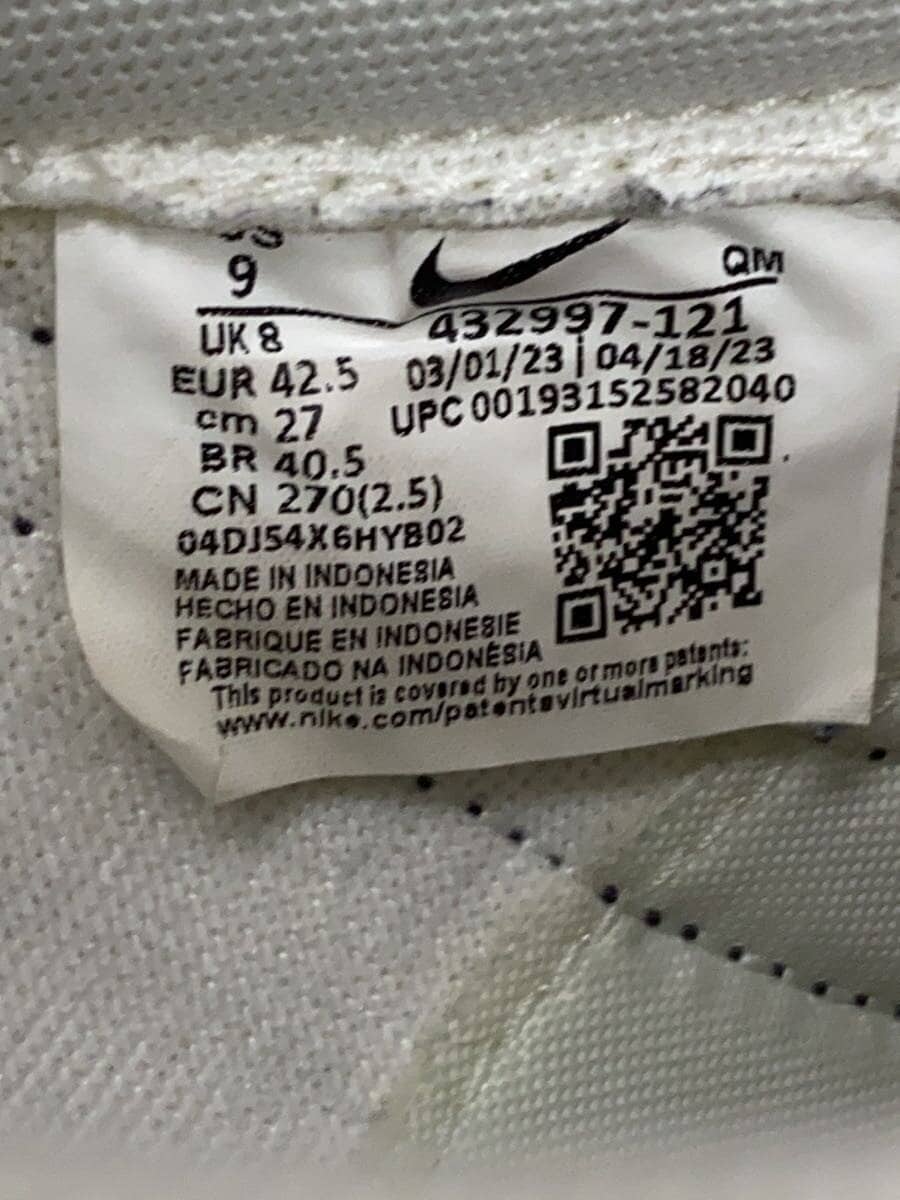 US
9
QM
UK 8
432997-121
EUR 42.5
03/01/23 | 04/18/23
cm 27
UPC 00193152582040
BR 40.5
CN 270(2.5)
04DJ54X6HYB02
MADE IN INDONESIA
HECHO EN INDONESIA
FABRIQUE EN INDONESIE
FABRICADO NA INDONÉSIA
This product is covered by one or more patents:
www.nike.com/patentsvirtualmarking